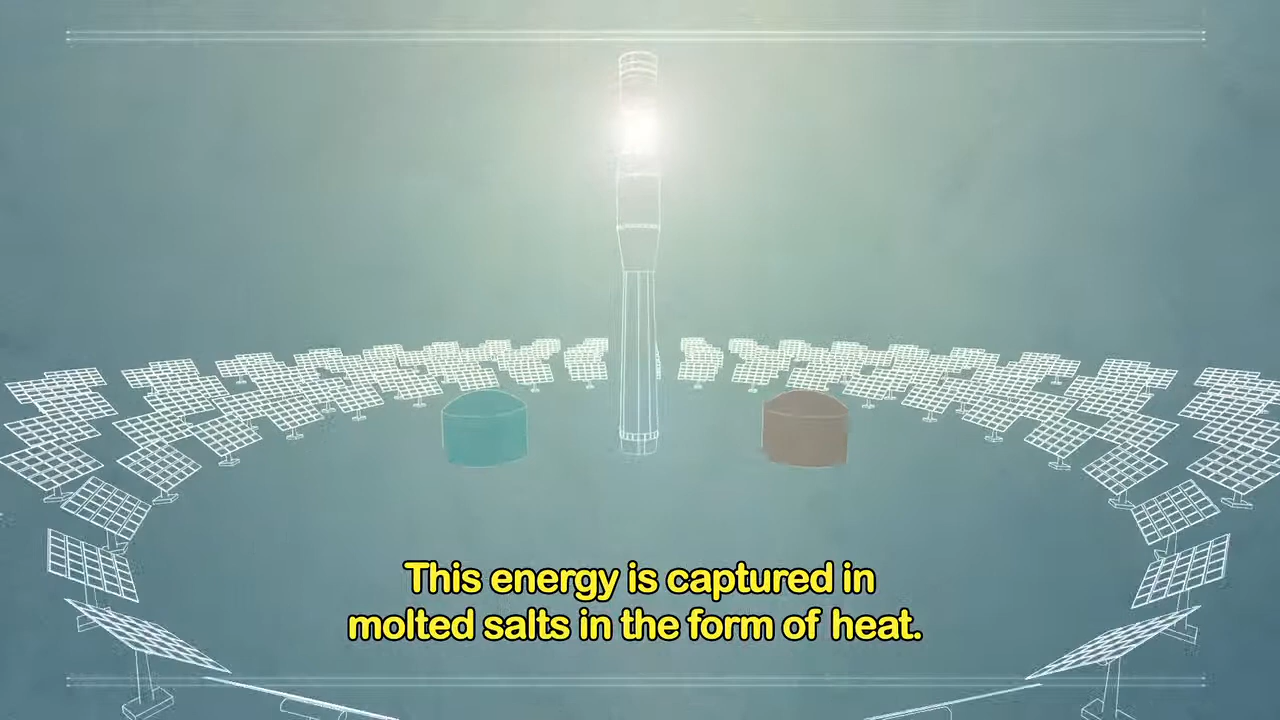 This energy is captured in
molted salts in the form of heat.